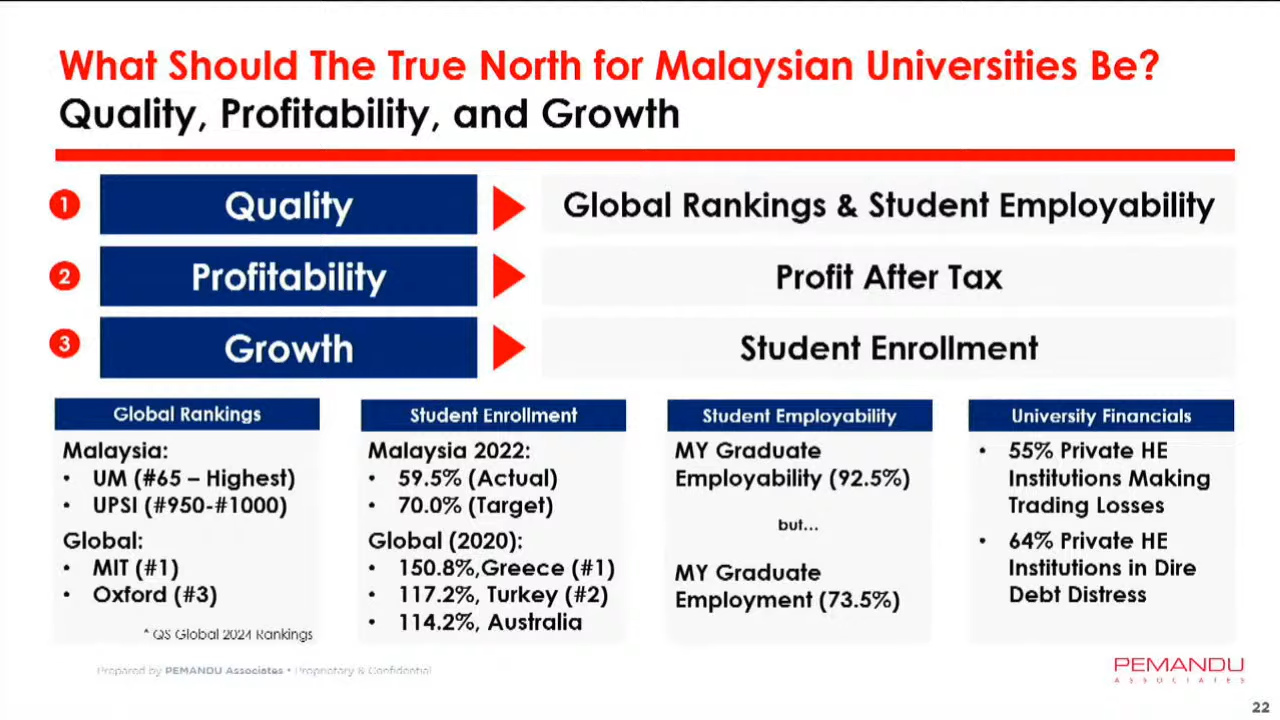 What Should The True North for Malaysian Universities Be?
Quality, Profitability, and Growth
1 Quality Global Rankings & Student Employability
2 Profitability Profit After Tax
3 Growth Student Enrollment
Global Rankings
Malaysia:
• UM (#65 – Highest)
• UPSI (#950-#1000)
Global:
• MIT (#1)
• Oxford (#3)
* QS Global 2024 Rankings
Student Enrollment
Malaysia 2022:
• 59.5% (Actual)
• 70.0% (Target)
Global (2020):
• 150.8%,Greece (#1)
• 117.2%, Turkey (#2)
• 114.2%, Australia
Student Employability
MY Graduate
Employability (92.5%)
but...
MY Graduate
Employment (73.5%)
University Financials
• 55% Private HE
Institutions Making
Trading Losses
• 64% Private HE
Institutions in Dire
Debt Distress
Prepared by PEMANDU Associates • Proprietary & Confidential
PEMANDU
ASSOCIATES
22